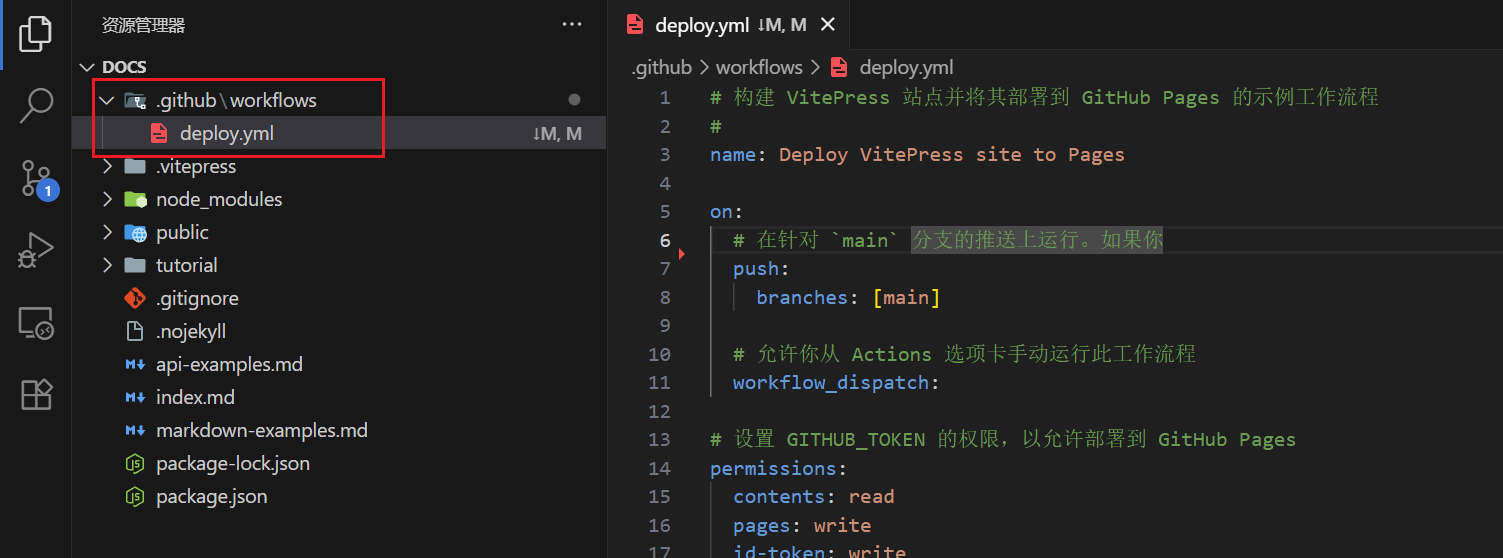 资源管理器
···
DOCS
.github\workflows
deploy.yml ↓M, M
.vitepress
node_modules
public
tutorial
.gitignore
.nojekyll
api-examples.md
index.md
markdown-examples.md
package-lock.json
package.json
1
deploy.yml ↓M, M ×
.github > workflows > deploy.yml
1 # 构建 VitePress 站点并将其部署到 GitHub Pages 的示例工作流程
2 #
3 name: Deploy VitePress site to Pages
4
5 on:
6 # 在针对 `main` 分支的推送上运行。如果你
7 push:
8 branches: [main]
9
10 # 允许你从 Actions 选项卡手动运行此工作流程
11 workflow_dispatch:
12
13 # 设置 GITHUB_TOKEN 的权限，以允许部署到 GitHub Pages
14 permissions:
15 contents: read
16 pages: write
17 id-token: write